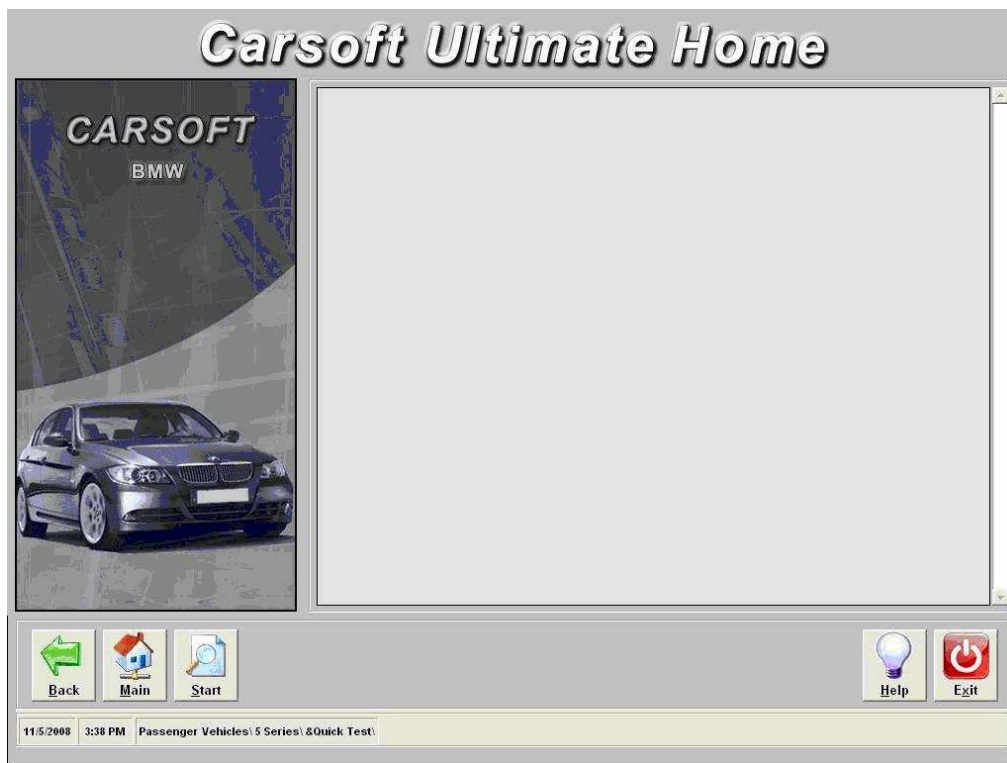 Carsoft Ultimate Home
CARSOFT
BMW
Back
Main
Start
Help
Exit
11/5/2008
3:38 PM
Passenger Vehicles\ 5 Series\ &Quick Test\